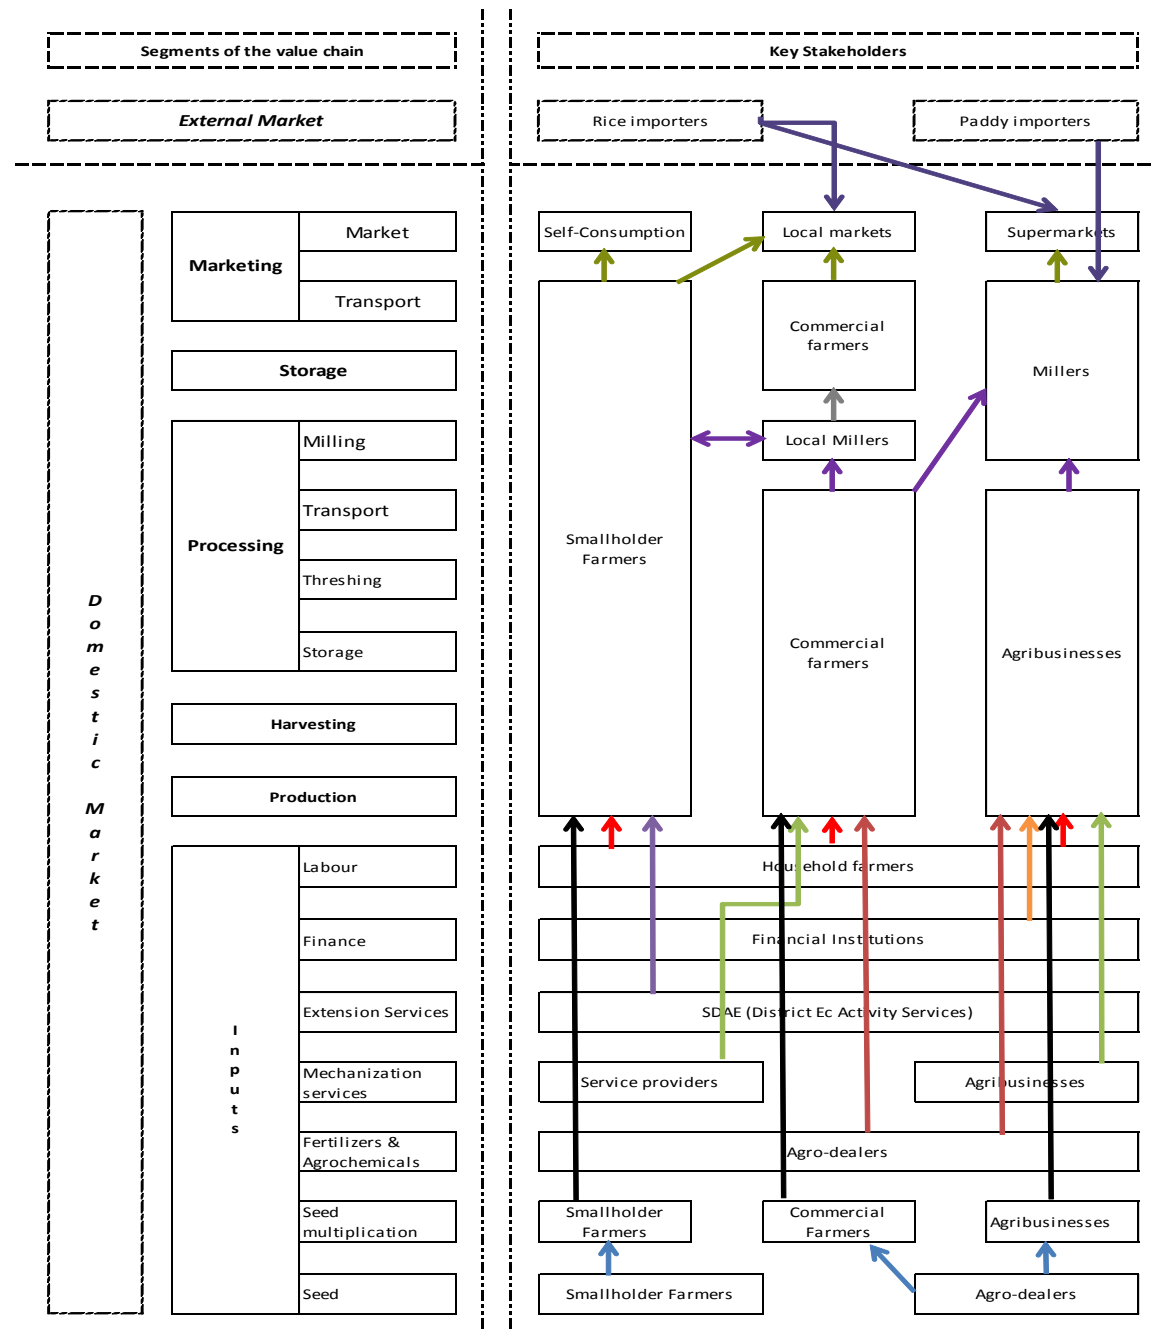 Segments of the value chain
Key Stakeholders
External Market
Rice importers
Paddy importers
Domestic Market
Marketing
Market
Transport
Self-Consumption
Local markets
Supermarkets
Storage
Commercial
farmers
Millers
Processing
Milling
Transport
Threshing
Storage
Local Millers
Smallholder
Farmers
Commercial
farmers
Agribusinesses
Harvesting
Production
Inputs
Labour
Household farmers
Finance
Financial Institutions
Extension Services
SDAE (District Ec Activity Services)
Mechanization
services
Service providers
Agribusinesses
Fertilizers &
Agrochemicals
Agro-dealers
Seed
multiplication
Smallholder
Farmers
Commercial
Farmers
Agribusinesses
Seed
Smallholder Farmers
Agro-dealers